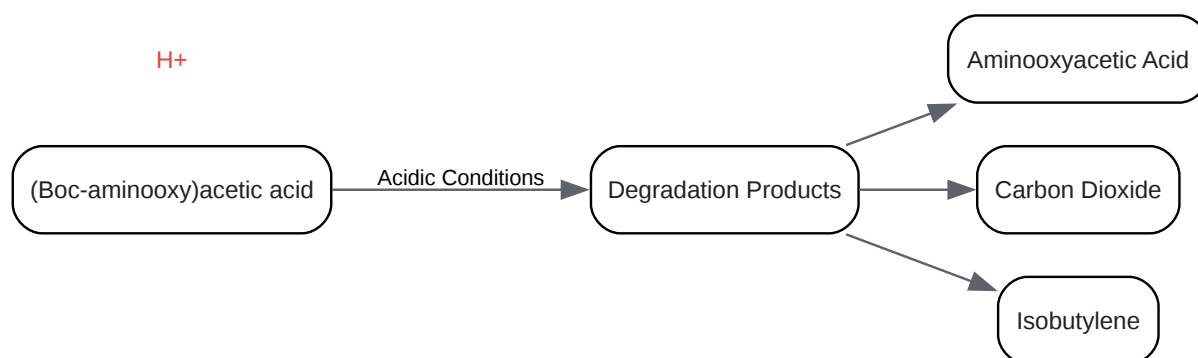 H+
(Boc-aminooxy)acetic acid
Acidic Conditions
Degradation Products
Aminooxyacetic Acid
Carbon Dioxide
Isobutylene